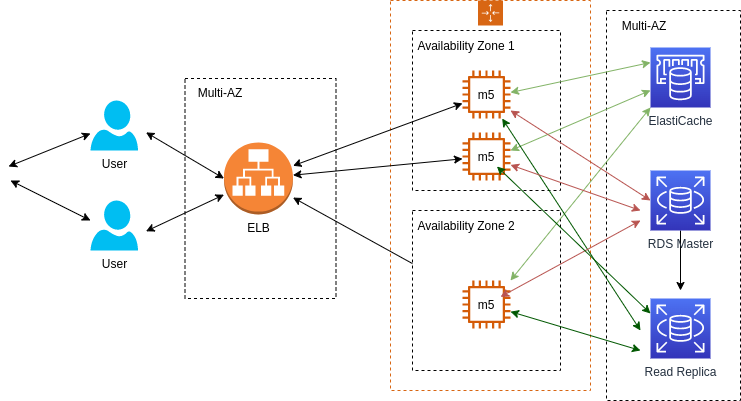 User
User
Multi-AZ
ELB
Availability Zone 1
m5
m5
Availability Zone 2
m5
Multi-AZ
ElastiCache
RDS Master
Read Replica